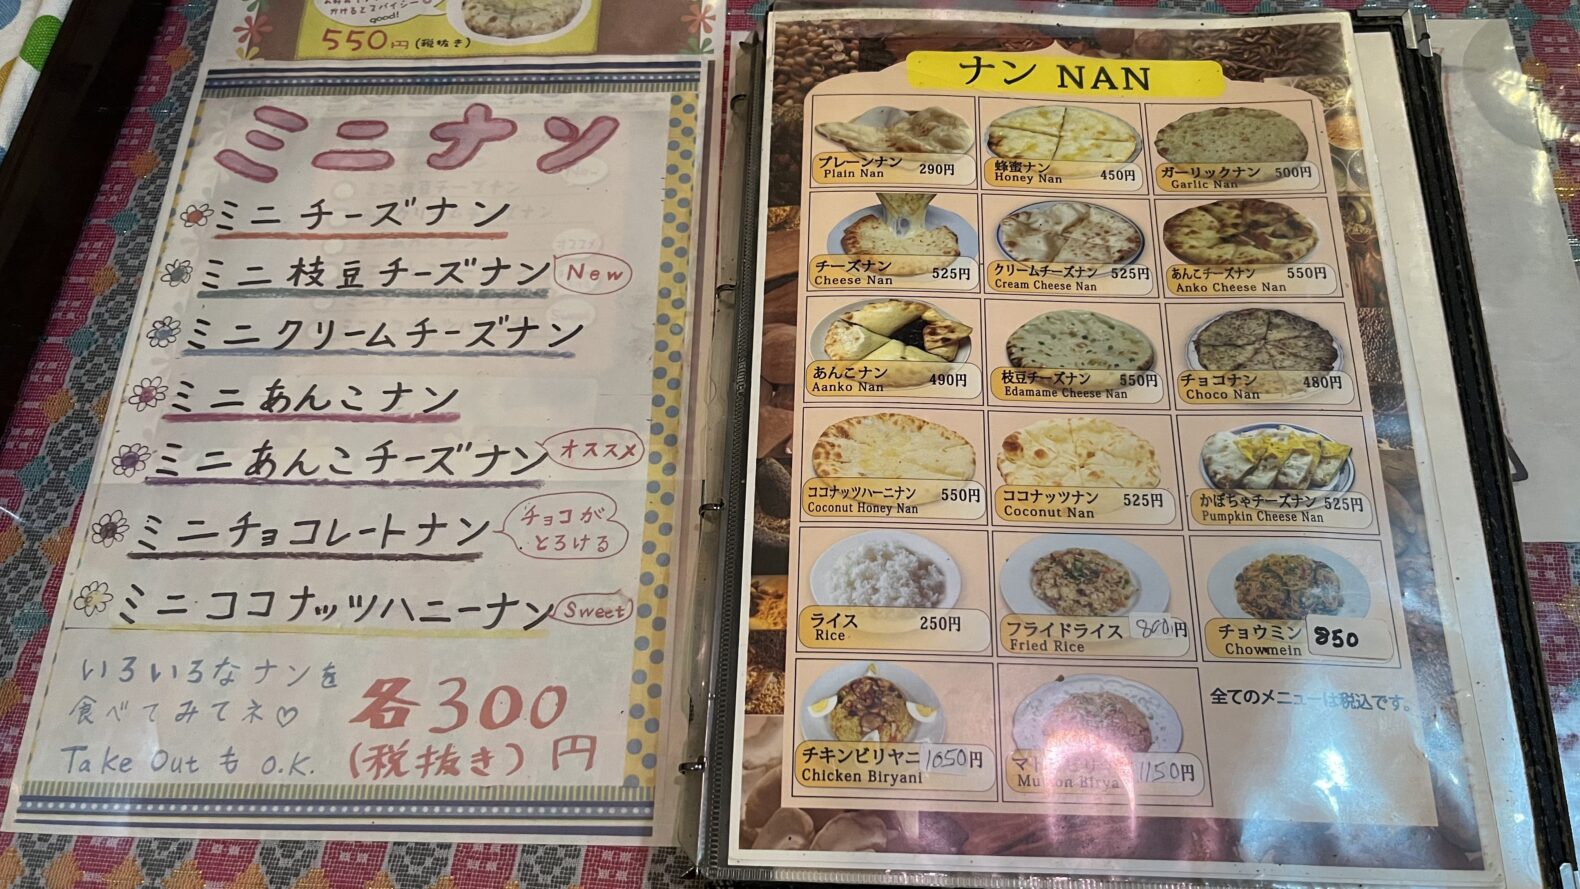 かけるとスパイシー
good!
550円(税抜き)
ミニナン
ミニチーズナン
ミニ枝豆チーズナン New
ミニクリームチーズナン
ミニあんこナン
ミニあんこチーズナン オススメ
ミニチョコレートナン チョコが
とろける
ミニココナッツハニーナン Sweet
いろいろなナンを
食べてみてネ♡
Take Outも O.K.
各300
(税抜き)円
ナン NAN
プレーンナン 290円
Plain Nan
蜂蜜ナン 450円
Honey Nan
ガーリックナン 500円
Garlic Nan
チーズナン 525円
Cheese Nan
クリームチーズナン 525円
Cream Cheese Nan
あんこチーズナン 550円
Anko Cheese Nan
あんこナン 490円
Aanko Nan
枝豆チーズナン 550円
Edamame Cheese Nan
チョコナン 480円
Choco Nan
ココナッツハーニナン 550円
Coconut Honey Nan
ココナッツナン 525円
Coconut Nan
かぼちゃチーズナン 525円
Pumpkin Cheese Nan
ライス 250円
Rice
フライドライス 800円
Fried Rice
チョウミン 850
Chowmein
チキンビリヤニ 1050円
Chicken Biryani
1150円
全てのメニューは税込です。